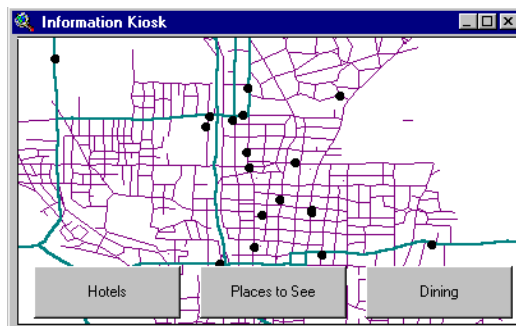 Information Kiosk
Hotels
Places to See
Dining